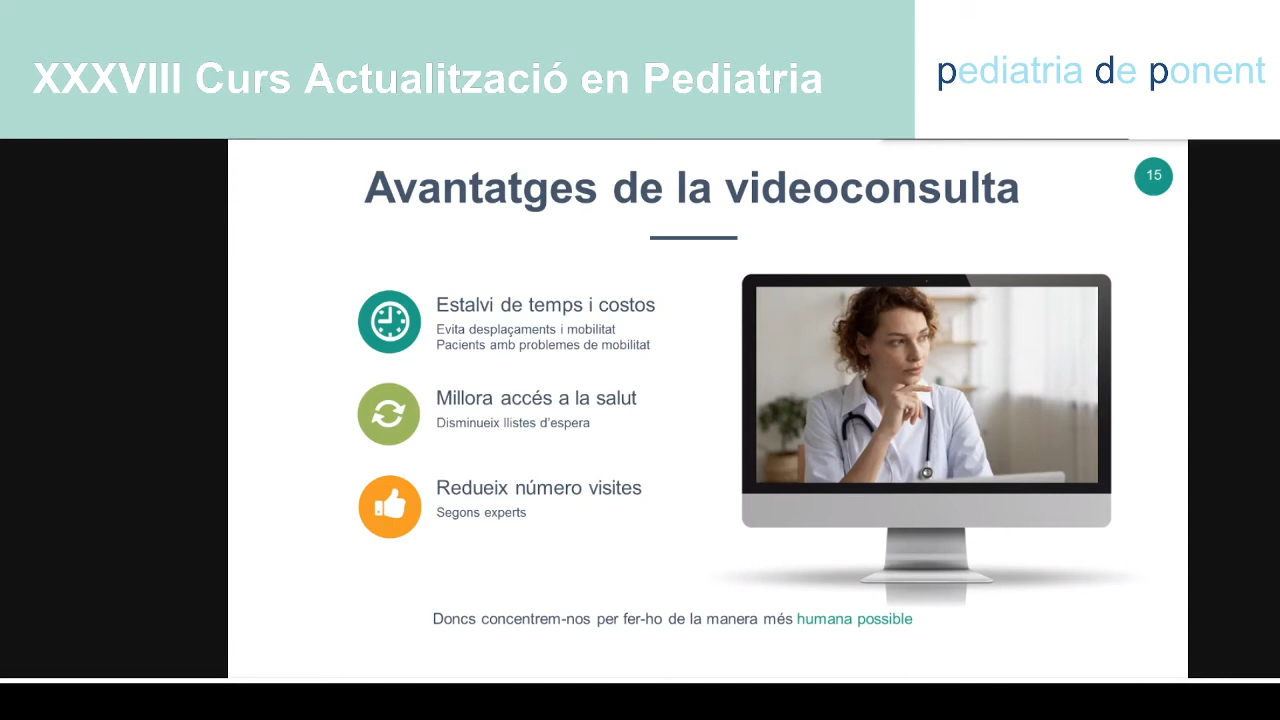 XXXVIII Curs Actualització en Pediatria
pediatria de ponent
Avantatges de la videoconsulta
15
Estalvi de temps i costos
Evita desplaçaments i mobilitat
Pacients amb problemes de mobilitat
Millora accés a la salut
Disminueix llistes d'espera
Redueix número visites
Segons experts
Doncs concentrem-nos per fer-ho de la manera més humana possible